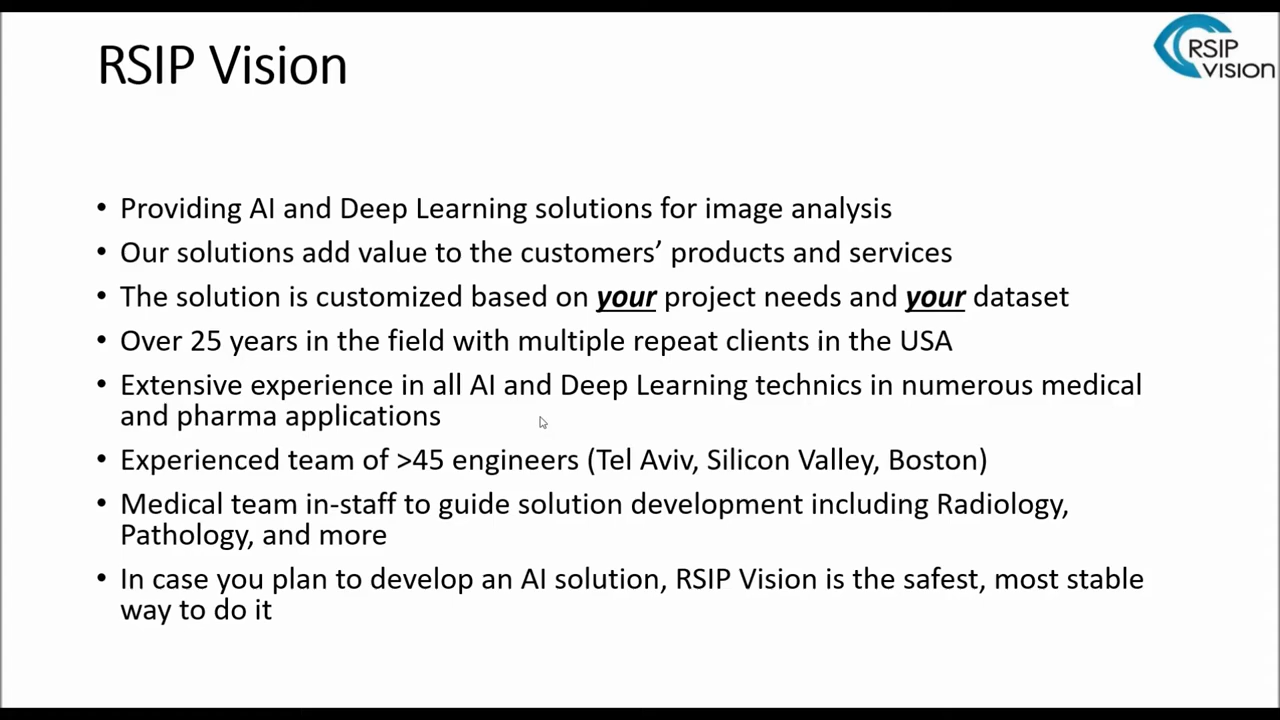 RSIP Vision
RSIP
vision
• Providing AI and Deep Learning solutions for image analysis
• Our solutions add value to the customers’ products and services
• The solution is customized based on your project needs and your dataset
• Over 25 years in the field with multiple repeat clients in the USA
• Extensive experience in all AI and Deep Learning technics in numerous medical
and pharma applications
• Experienced team of >45 engineers (Tel Aviv, Silicon Valley, Boston)
• Medical team in-staff to guide solution development including Radiology,
Pathology, and more
• In case you plan to develop an AI solution, RSIP Vision is the safest, most stable
way to do it